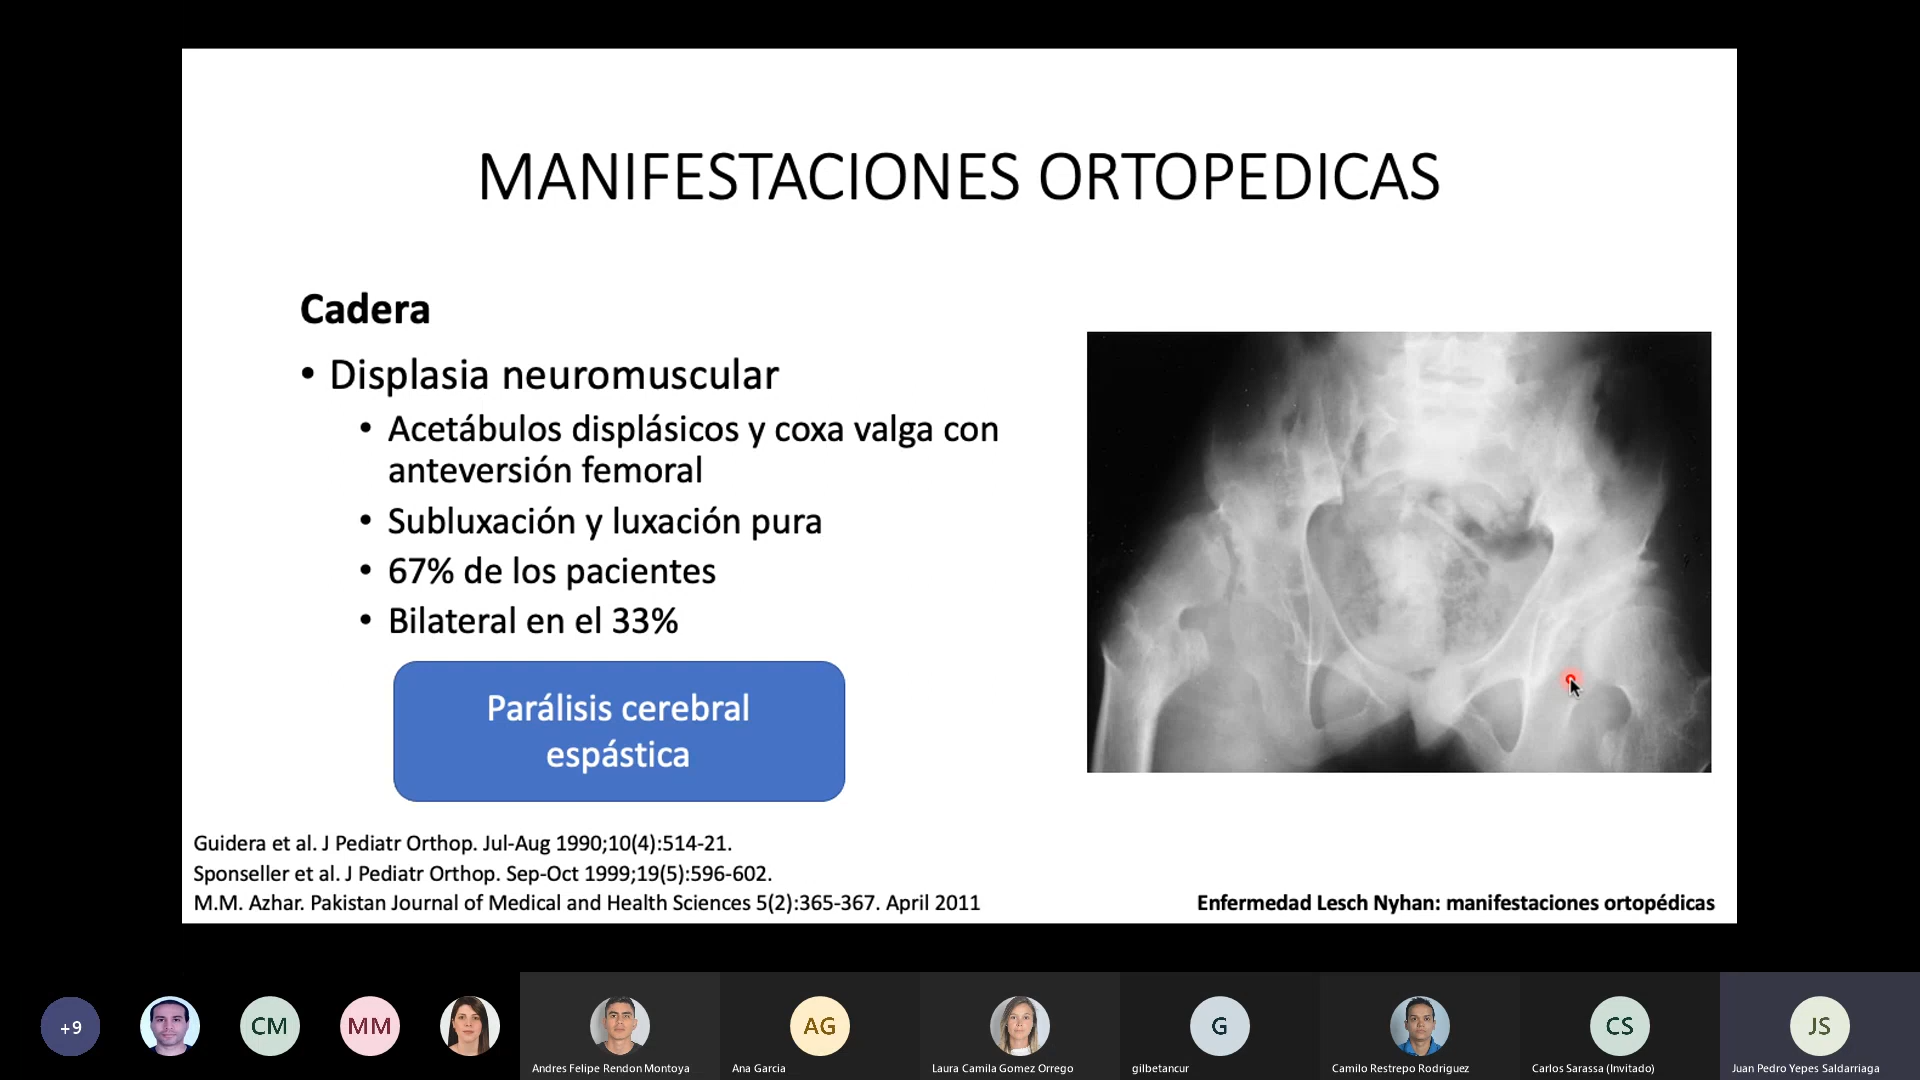 MANIFESTACIONES ORTOPEDICAS
Cadera
• Displasia neuromuscular
• Acetábulos displásicos y coxa valga con
anteversión femoral
• Subluxación y luxación pura
• 67% de los pacientes
• Bilateral en el 33%
Parálisis cerebral
espástica
Guidera et al. J Pediatr Orthop. Jul-Aug 1990;10(4):514-21.
Sponseller et al. J Pediatr Orthop. Sep-Oct 1999;19(5):596-602.
M.M. Azhar. Pakistan Journal of Medical and Health Sciences 5(2):365-367. April 2011
Enfermedad Lesch Nyhan: manifestaciones ortopédicas
+9
CM
MM
AG
G
CS
JS
Andres Felipe Rendon Montoya
Ana Garcia
Laura Camila Gomez Orrego
gilbetancur
Camilo Restrepo Rodriguez
Carlos Sarassa (Invitado)
Juan Pedro Yepes Saldarriaga